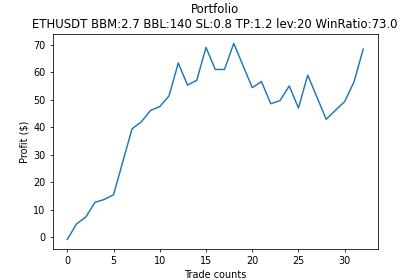 Portfolio
ETHUSDT BBM:2.7 BBL:140 SL:0.8 TP:1.2 lev:20 WinRatio:73.0
Profit ($)
70
60
50
40
30
20
10
0
0 5 10 15 20 25 30
Trade counts